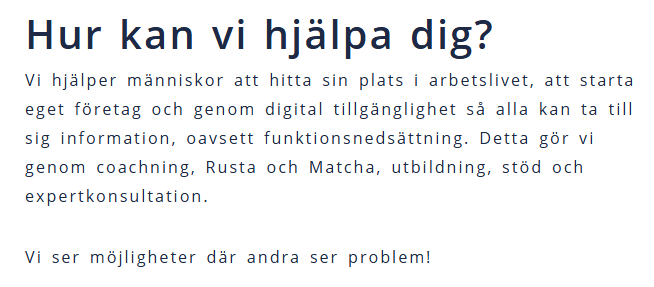 Hur kan vi hjälpa dig?
Vi hjälper människor att hitta sin plats i arbetslivet, att starta
eget företag och genom digital tillgänglighet så alla kan ta till
sig information, oavsett funktionsnedsättning. Detta gör vi
genom coachning, Rusta och Matcha, utbildning, stöd och
expertkonsultation.
Vi ser möjligheter där andra ser problem!